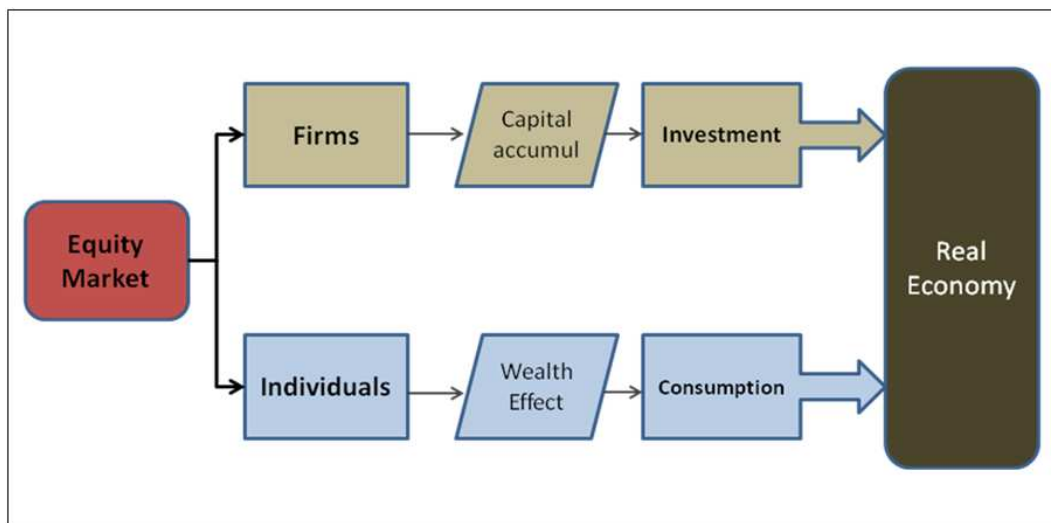 Equity
Market
Firms
Capital
accumul
Investment
Individuals
Wealth
Effect
Consumption
Real
Economy